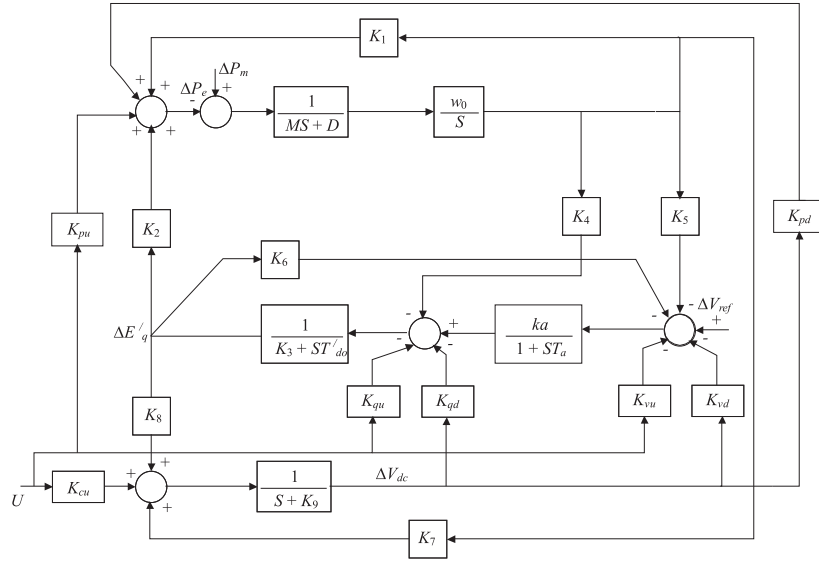 K1
+ +
ΔPe
-
ΔPm
+
+ +
1
MS + D
w0
S
K4
K5
Kpu
K2
Kpd
K6
ΔE/q
1
K3 + ST/do
-
+
- -
ka
1 + STa
- -
ΔVref
+
- -
Kqu
Kqd
Kvu
Kvd
K8
+ +
U
Kcu
1
S + K9
ΔVdc
+
K7